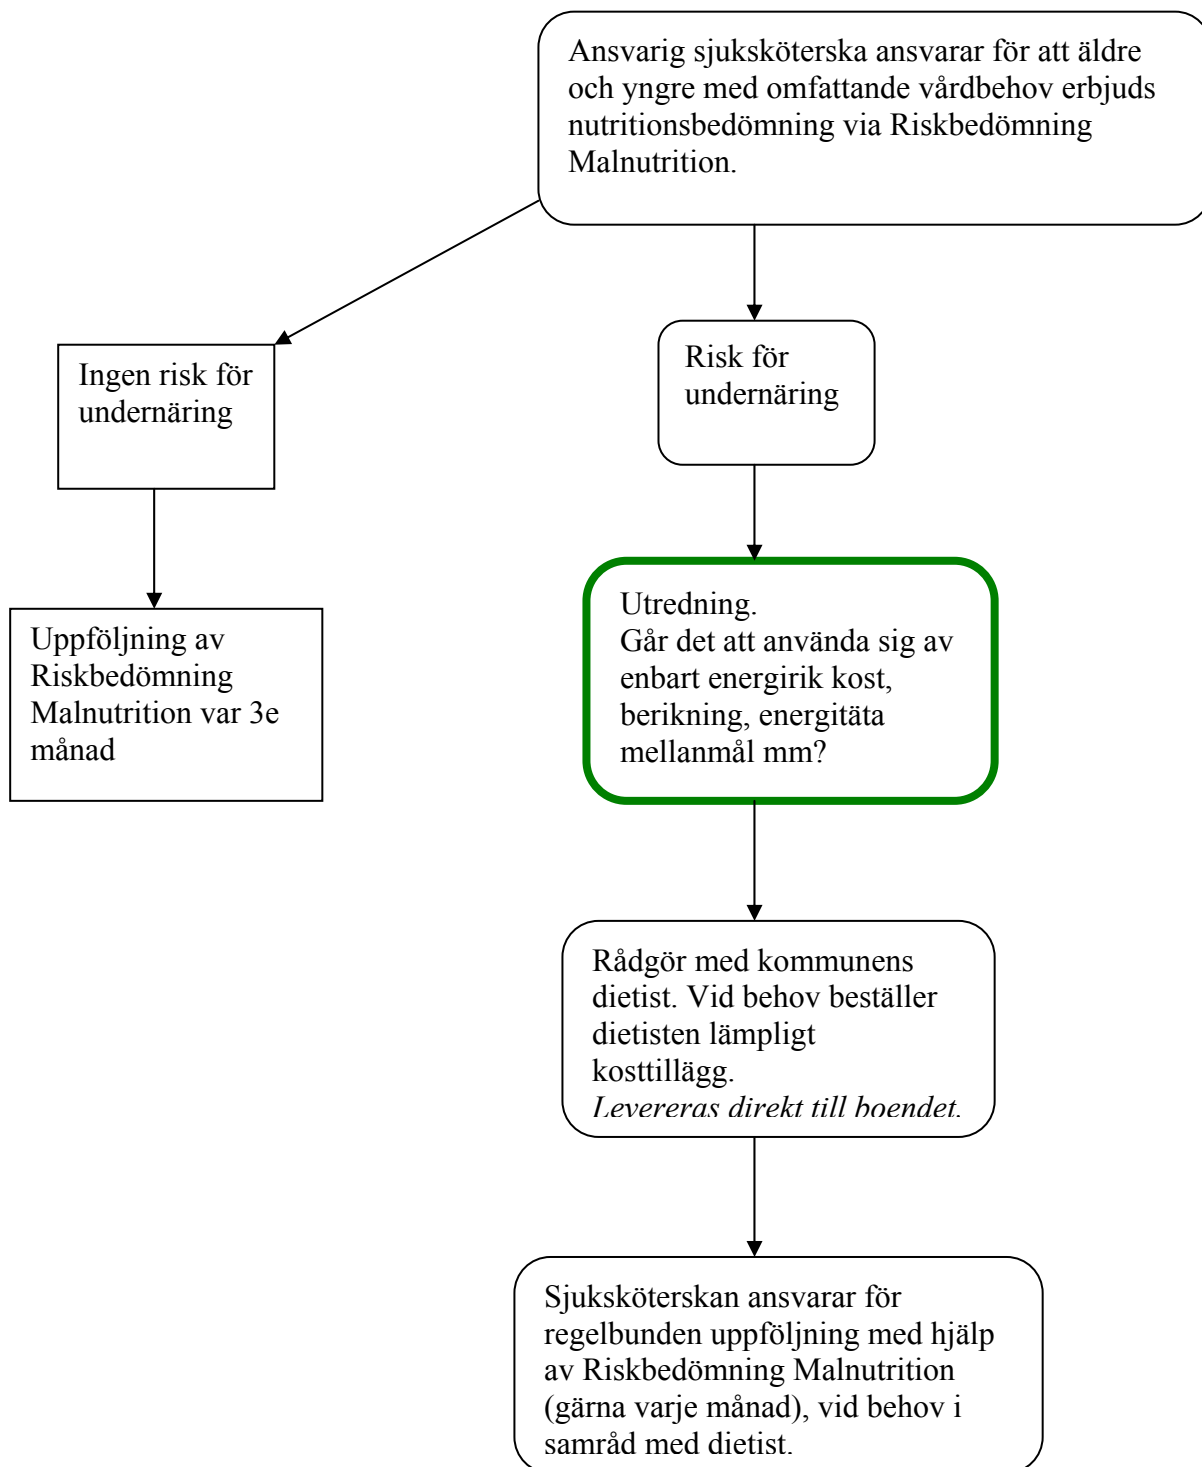 Ansvarig sjuksköterska ansvarar för att äldre
och yngre med omfattande vårdbehov erbjuds
nutritionsbedömning via Riskbedömning
Malnutrition.
Ingen risk för
undernäring
Risk för
undernäring
Uppföljning av
Riskbedömning
Malnutrition var 3e
månad
Utredning.
Går det att använda sig av
enbart energirik kost,
berikning, energitäta
mellanmål mm?
Rådgör med kommunens
dietist. Vid behov beställer
dietisten lämpligt
kosttillägg.
Levereras direkt till boendet.
Sjuksköterskan ansvarar för
regelbunden uppföljning med hjälp
av Riskbedömning Malnutrition
(gärna varje månad), vid behov i
samråd med dietist.